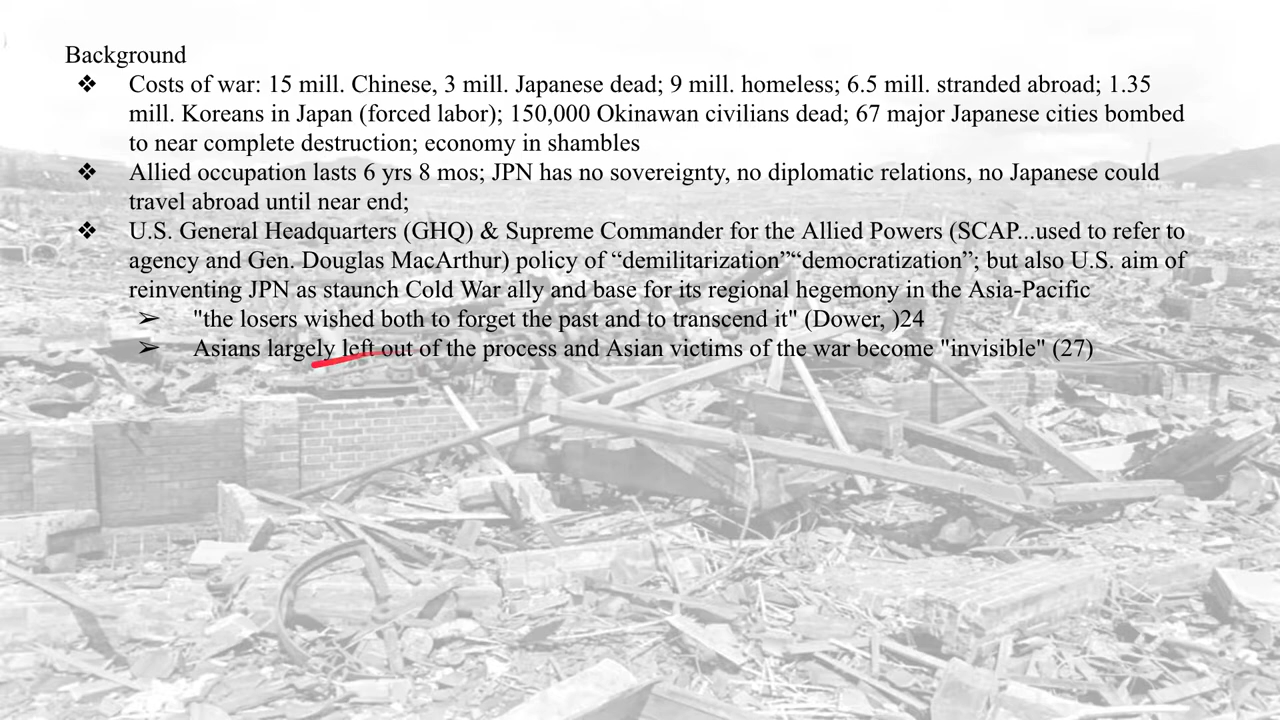 Background
❖ Costs of war: 15 mill. Chinese, 3 mill. Japanese dead; 9 mill. homeless; 6.5 mill. stranded abroad; 1.35
mill. Koreans in Japan (forced labor); 150,000 Okinawan civilians dead; 67 major Japanese cities bombed
to near complete destruction; economy in shambles
❖ Allied occupation lasts 6 yrs 8 mos; JPN has no sovereignty, no diplomatic relations, no Japanese could
travel abroad until near end;
❖ U.S. General Headquarters (GHQ) & Supreme Commander for the Allied Powers (SCAP...used to refer to
agency and Gen. Douglas MacArthur) policy of “demilitarization”“democratization”; but also U.S. aim of
reinventing JPN as staunch Cold War ally and base for its regional hegemony in the Asia-Pacific
➢ "the losers wished both to forget the past and to transcend it" (Dower, )24
➢ Asians largely left out of the process and Asian victims of the war become "invisible" (27)